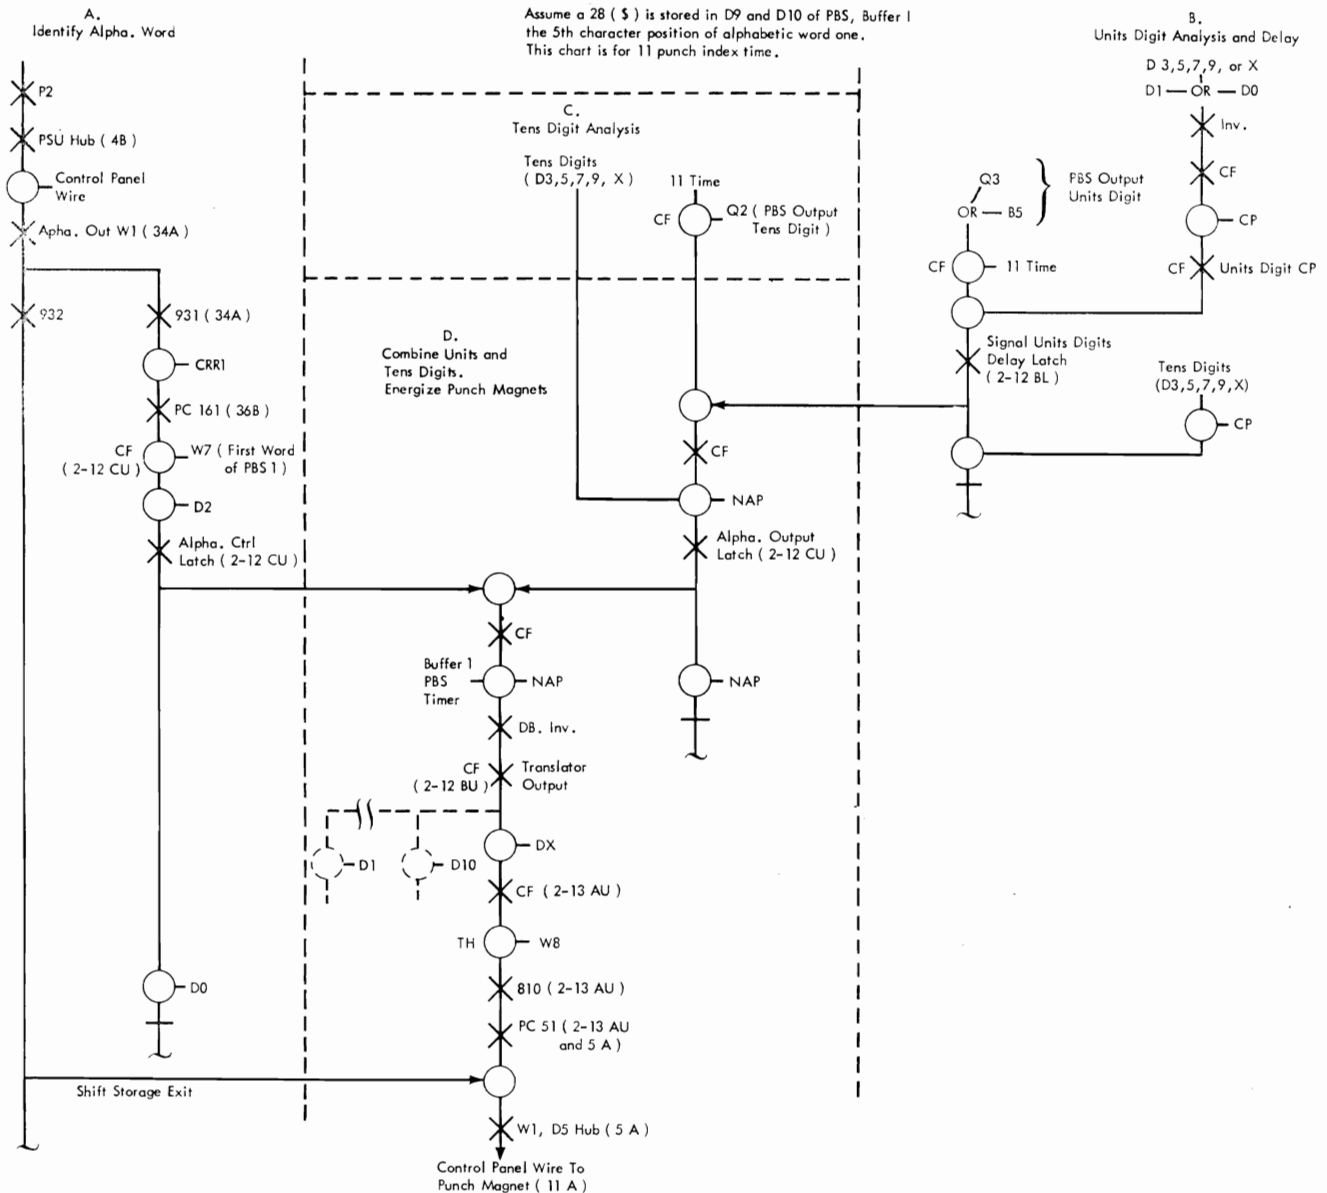 A.
Identify Alpha. Word
Assume a 28 ( $ ) is stored in D9 and D10 of PBS, Buffer 1
the 5th character position of alphabetic word one.
This chart is for 11 punch index time.
B.
Units Digit Analysis and Delay
P2
PSU Hub ( 4B )
Control Panel
Wire
Apha. Out W1 ( 34A )
932
931 ( 34A )
CRR1
PC 161 ( 36B )
CF
( 2-12 CU )
W7 ( First Word
of PBS 1 )
D2
Alpha. Ctrl
Latch ( 2-12 CU )
D0
Shift Storage Exit
C.
Tens Digit Analysis
Tens Digits
( D3,5,7,9, X )
11 Time
CF
Q2 ( PBS Output
Tens Digit )
D.
Combine Units and
Tens Digits.
Energize Punch Magnets
CF
NAP
Alpha. Output
Latch ( 2-12 CU )
NAP
CF
Buffer 1
PBS
Timer
NAP
DB. Inv.
CF
( 2-12 BU )
Translator
Output
D1
D10
DX
CF ( 2-13 AU )
TH
W8
810 ( 2-13 AU )
PC 51 ( 2-13 AU
and 5 A )
W1, D5 Hub ( 5 A )
Control Panel Wire To
Punch Magnet ( 11 A )
D 3,5,7,9, or X
D1 — OR — D0
Inv.
CF
CP
CF
Units Digit CP
Q3
OR — B5
PBS Output
Units Digit
CF
11 Time
Signal Units Digits
Delay Latch
( 2-12 BL )
Tens Digits
(D3,5,7,9,X)
CP